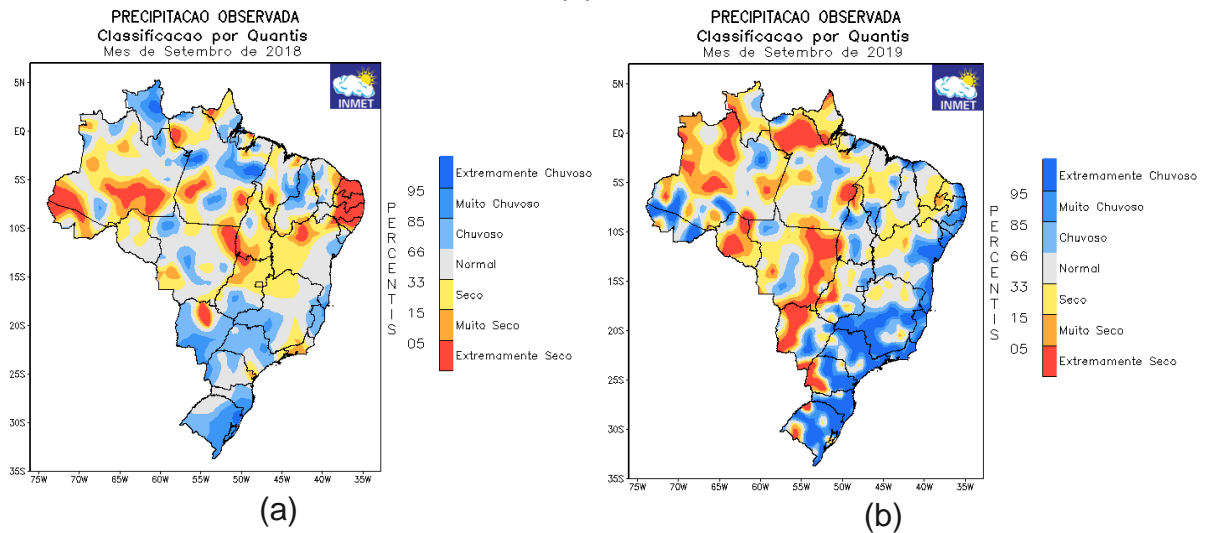 PRECIPITACAO OBSERVADA
Classificacao por Quantis
Mes de Setembro de 2018
INMET
5N
EQ
5S
10S
15S
20S
25S
30S
35S
75W 70W 65W 60W 55W 50W 45W 40W 35W
PERCENTIS
95
85
66
33
15
05
Extremamente Chuvoso
Muito Chuvoso
Chuvoso
Normal
Seco
Muito Seco
Extremamente Seco
(a)
PRECIPITACAO OBSERVADA
Classificacao por Quantis
Mes de Setembro de 2019
INMET
5N
EQ
5S
10S
15S
20S
25S
30S
35S
75W 70W 65W 60W 55W 50W 45W 40W 35W
PERCENTIS
95
85
66
33
15
05
Extremamente Chuvoso
Muito Chuvoso
Chuvoso
Normal
Seco
Muito Seco
Extremamente Seco
(b)